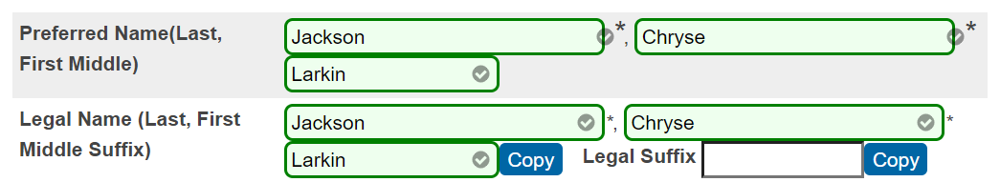 Preferred Name(Last, Jackson *, Chryse *
First Middle) Larkin
Legal Name (Last, First Jackson *, Chryse *
Middle Suffix) Larkin Copy Legal Suffix Copy